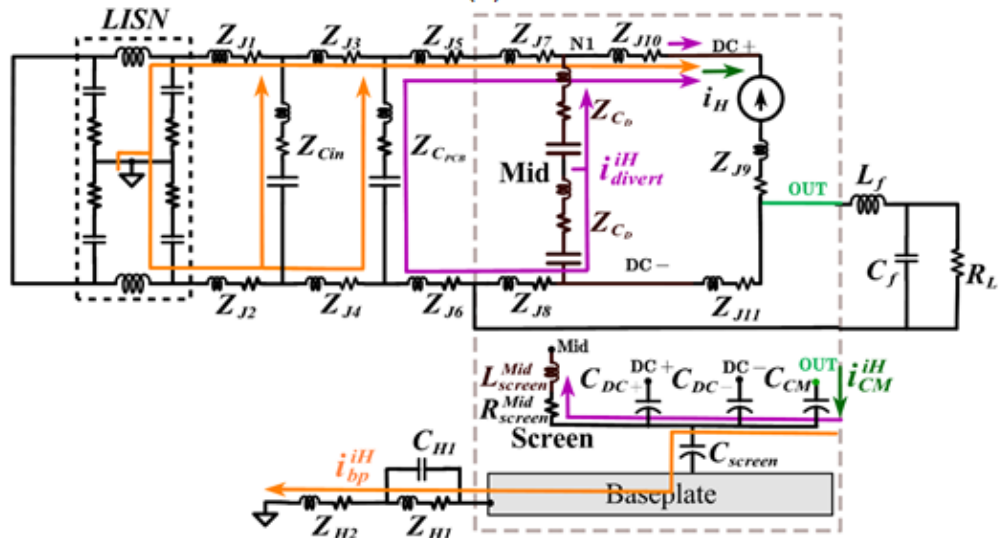 LISN
Z_J1
Z_J3
Z_J5
Z_J7
N1
Z_J10
DC+
i_H
Z_Cin
Z_C_PCB
Z_C_D
Mid
i_divert^iH
Z_J9
OUT
L_f
Z_C_D
DC−
C_f
R_L
Z_J2
Z_J4
Z_J6
Z_J8
Z_J11
Mid
L_screen^Mid
C_DC+
DC+
C_DC−
DC−
C_CM
OUT
i_CM^iH
R_screen^Mid
Screen
C_screen
C_H1
i_bp^iH
Baseplate
Z_H2
Z_H1